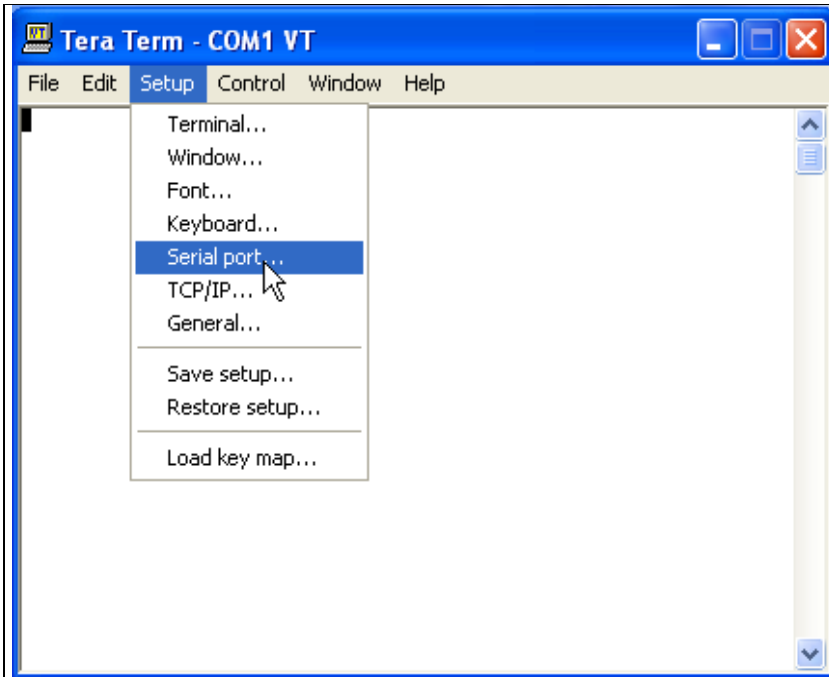 VT Tera Term - COM1 VT
File Edit Setup Control Window Help
Terminal...
Window...
Font...
Keyboard...
Serial port...
TCP/IP...
General...
Save setup...
Restore setup...
Load key map...